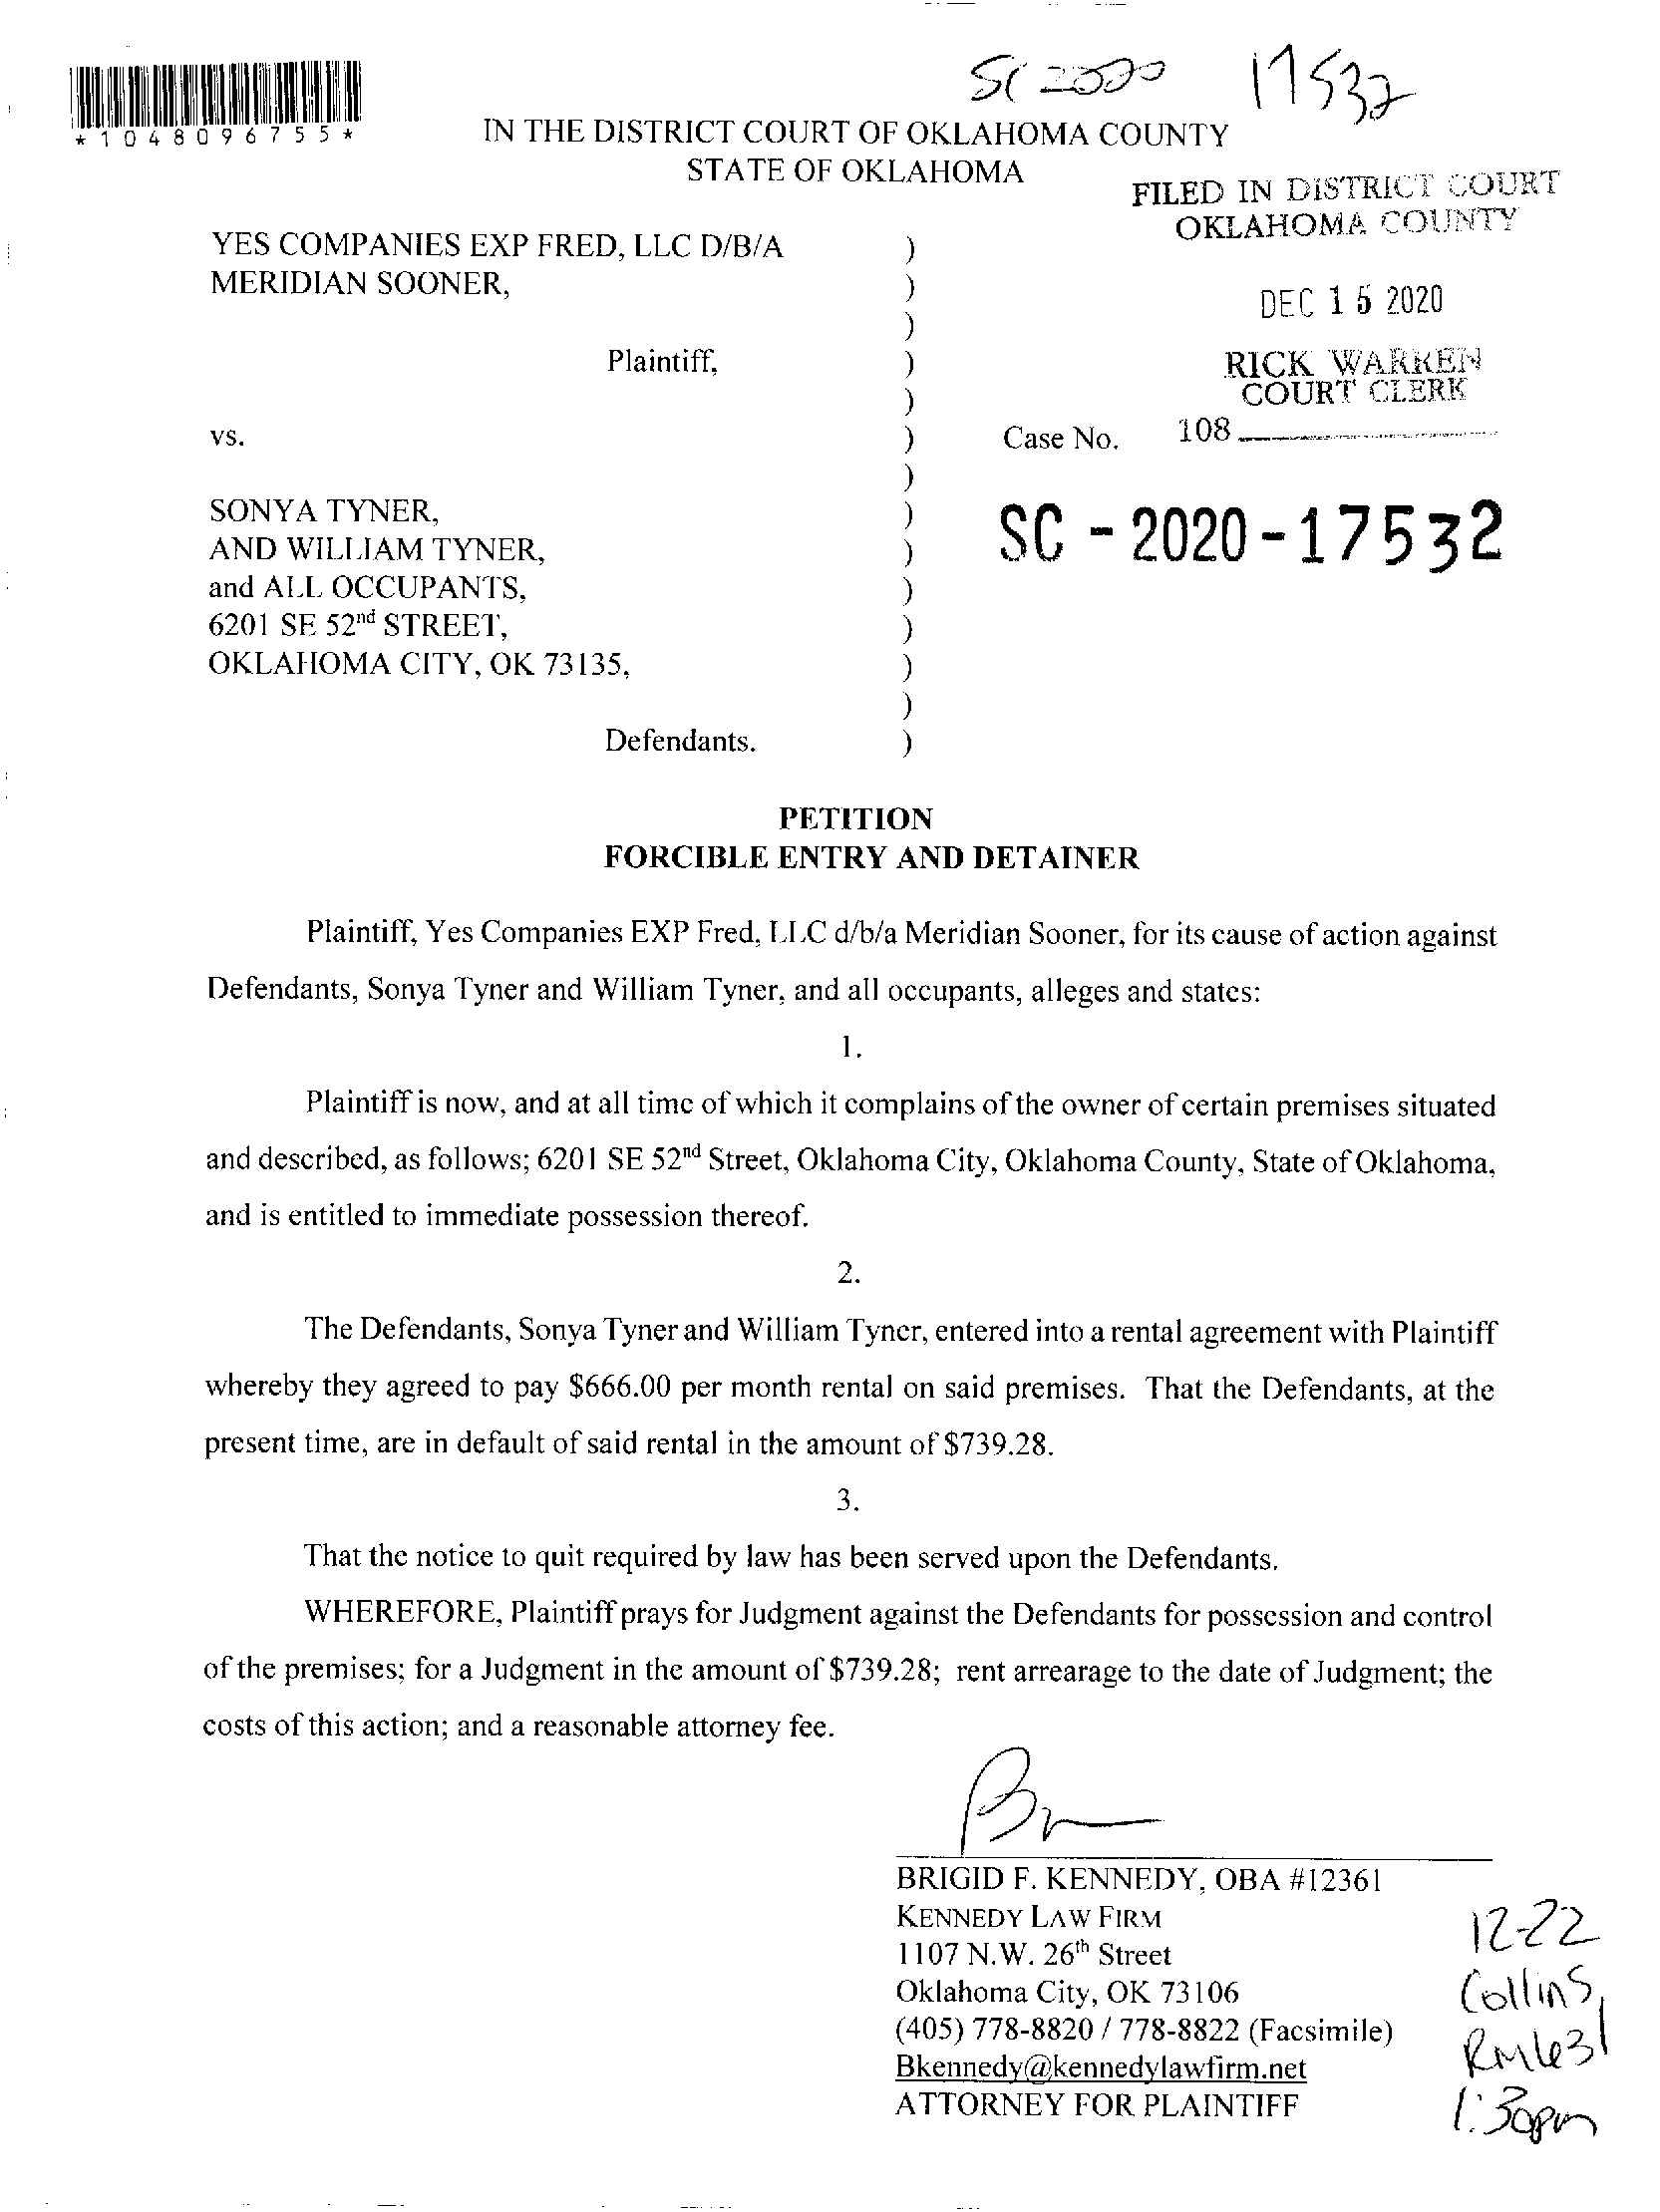 SC 2020 17532
*1048096755*
IN THE DISTRICT COURT OF OKLAHOMA COUNTY
STATE OF OKLAHOMA
FILED IN DISTRICT COURT
OKLAHOMA COUNTY
YES COMPANIES EXP FRED, LLC D/B/A )
MERIDIAN SOONER, )
DEC 15 2020
)
Plaintiff, )
RICK WARREN
COURT CLERK
)
vs. ) Case No. 108
)
SONYA TYNER, )
SC - 2020 - 17532
AND WILLIAM TYNER, )
and ALL OCCUPANTS, )
6201 SE 52nd STREET, )
OKLAHOMA CITY, OK 73135, )
)
Defendants. )
PETITION
FORCIBLE ENTRY AND DETAINER
Plaintiff, Yes Companies EXP Fred, LLC d/b/a Meridian Sooner, for its cause of action against
Defendants, Sonya Tyner and William Tyner, and all occupants, alleges and states:
1.
Plaintiff is now, and at all time of which it complains of the owner of certain premises situated
and described, as follows; 6201 SE 52nd Street, Oklahoma City, Oklahoma County, State of Oklahoma,
and is entitled to immediate possession thereof.
2.
The Defendants, Sonya Tyner and William Tyner, entered into a rental agreement with Plaintiff
whereby they agreed to pay $666.00 per month rental on said premises. That the Defendants, at the
present time, are in default of said rental in the amount of $739.28.
3.
That the notice to quit required by law has been served upon the Defendants.
WHEREFORE, Plaintiff prays for Judgment against the Defendants for possession and control
of the premises; for a Judgment in the amount of $739.28; rent arrearage to the date of Judgment; the
costs of this action; and a reasonable attorney fee.
BRIGID F. KENNEDY, OBA #12361
KENNEDY LAW FIRM
1107 N.W. 26th Street
Oklahoma City, OK 73106
(405) 778-8820 / 778-8822 (Facsimile)
Bkennedy@kennedylawfirm.net
ATTORNEY FOR PLAINTIFF
12-22
Collins,
Rm 631
1:30pm